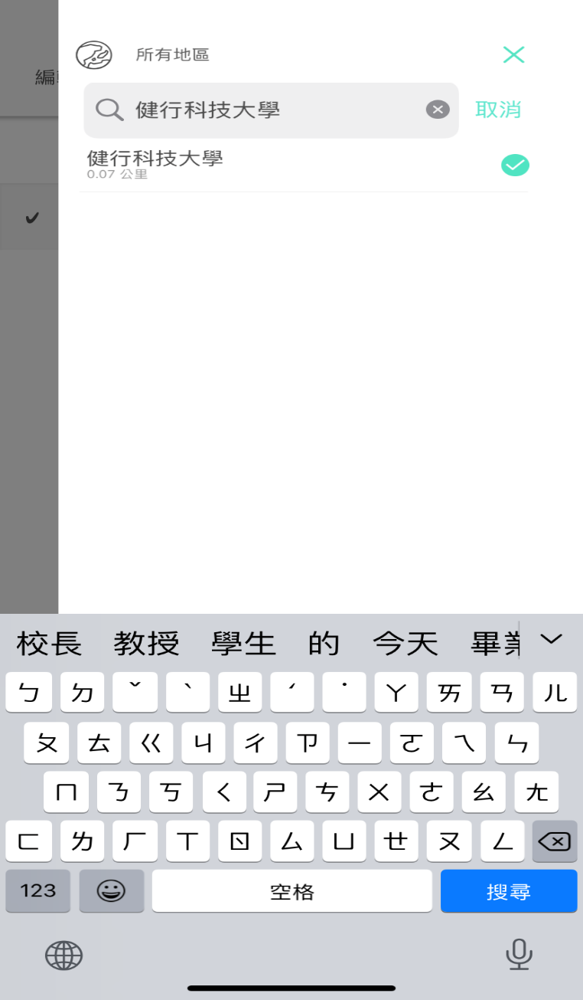 所有地區
健行科技大學
取消
健行科技大學
0.07 公里
校長 教授 學生 的 今天
ㄅ ㄉ ˇ ˋ ㄓ ˊ ˙ ㄚ ㄞ ㄢ ㄦ
ㄆ ㄊ ㄍ ㄐ ㄔ ㄗ ㄧ ㄛ ㄟ ㄣ
ㄇ ㄋ ㄎ ㄑ ㄕ ㄘ ㄨ ㄜ ㄠ ㄤ
ㄈ ㄌ ㄏ ㄒ ㄖ ㄙ ㄩ ㄝ ㄡ ㄥ
123 空格 搜尋